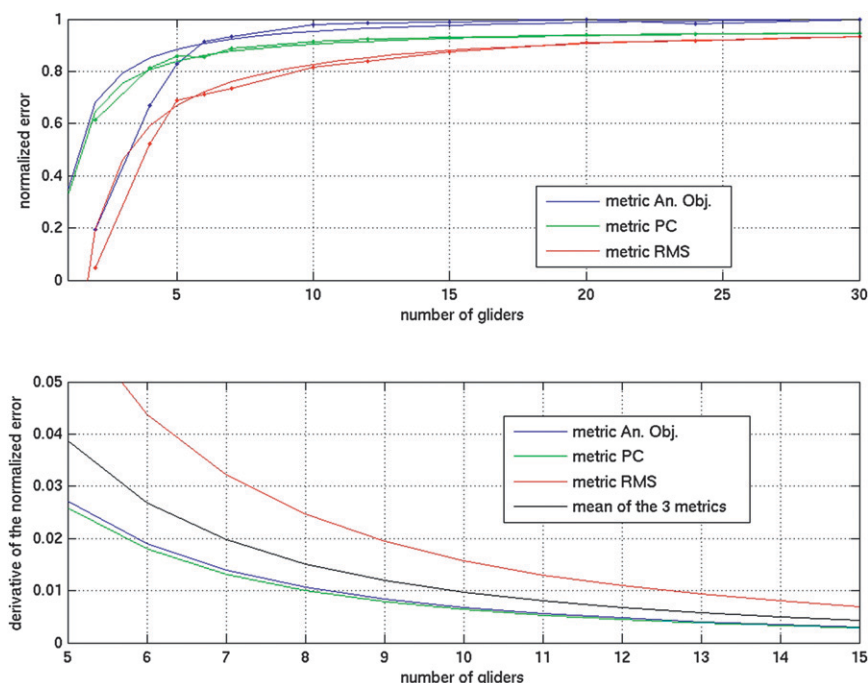 1
0.8
0.6
0.4
0.2
0
normalized error
metric An. Obj.
metric PC
metric RMS
5 10 15 20 25 30
number of gliders
0.05
0.04
0.03
0.02
0.01
0
derivative of the normalized error
metric An. Obj.
metric PC
metric RMS
mean of the 3 metrics
5 6 7 8 9 10 11 12 13 14 15
number of gliders